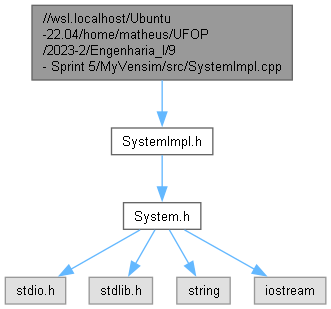 //wsl.localhost/Ubuntu
-22.04/home/matheus/UFOP
/2023-2/Engenharia_I/9
- Sprint 5/MyVensim/src/SystemImpl.cpp
SystemImpl.h
System.h
stdio.h
stdlib.h
string
iostream